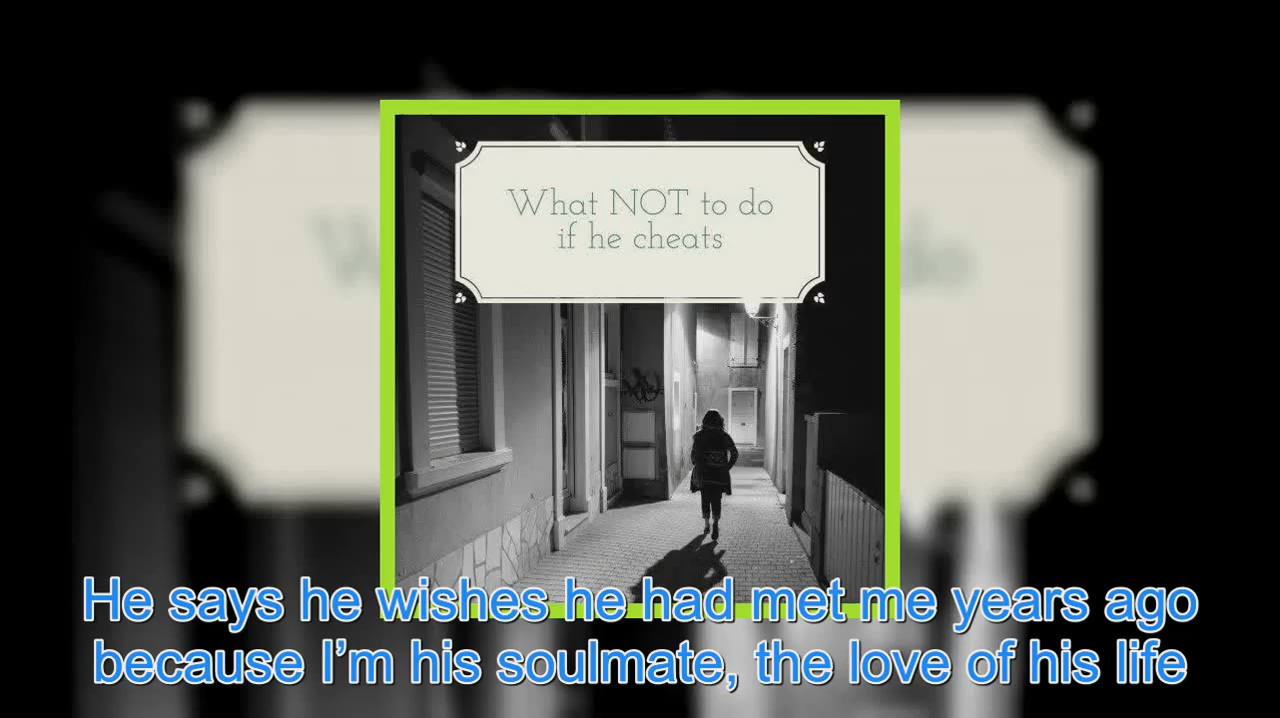 What NOT to do
if he cheats
He says he wishes he had met me years ago
because I’m his soulmate, the love of his life